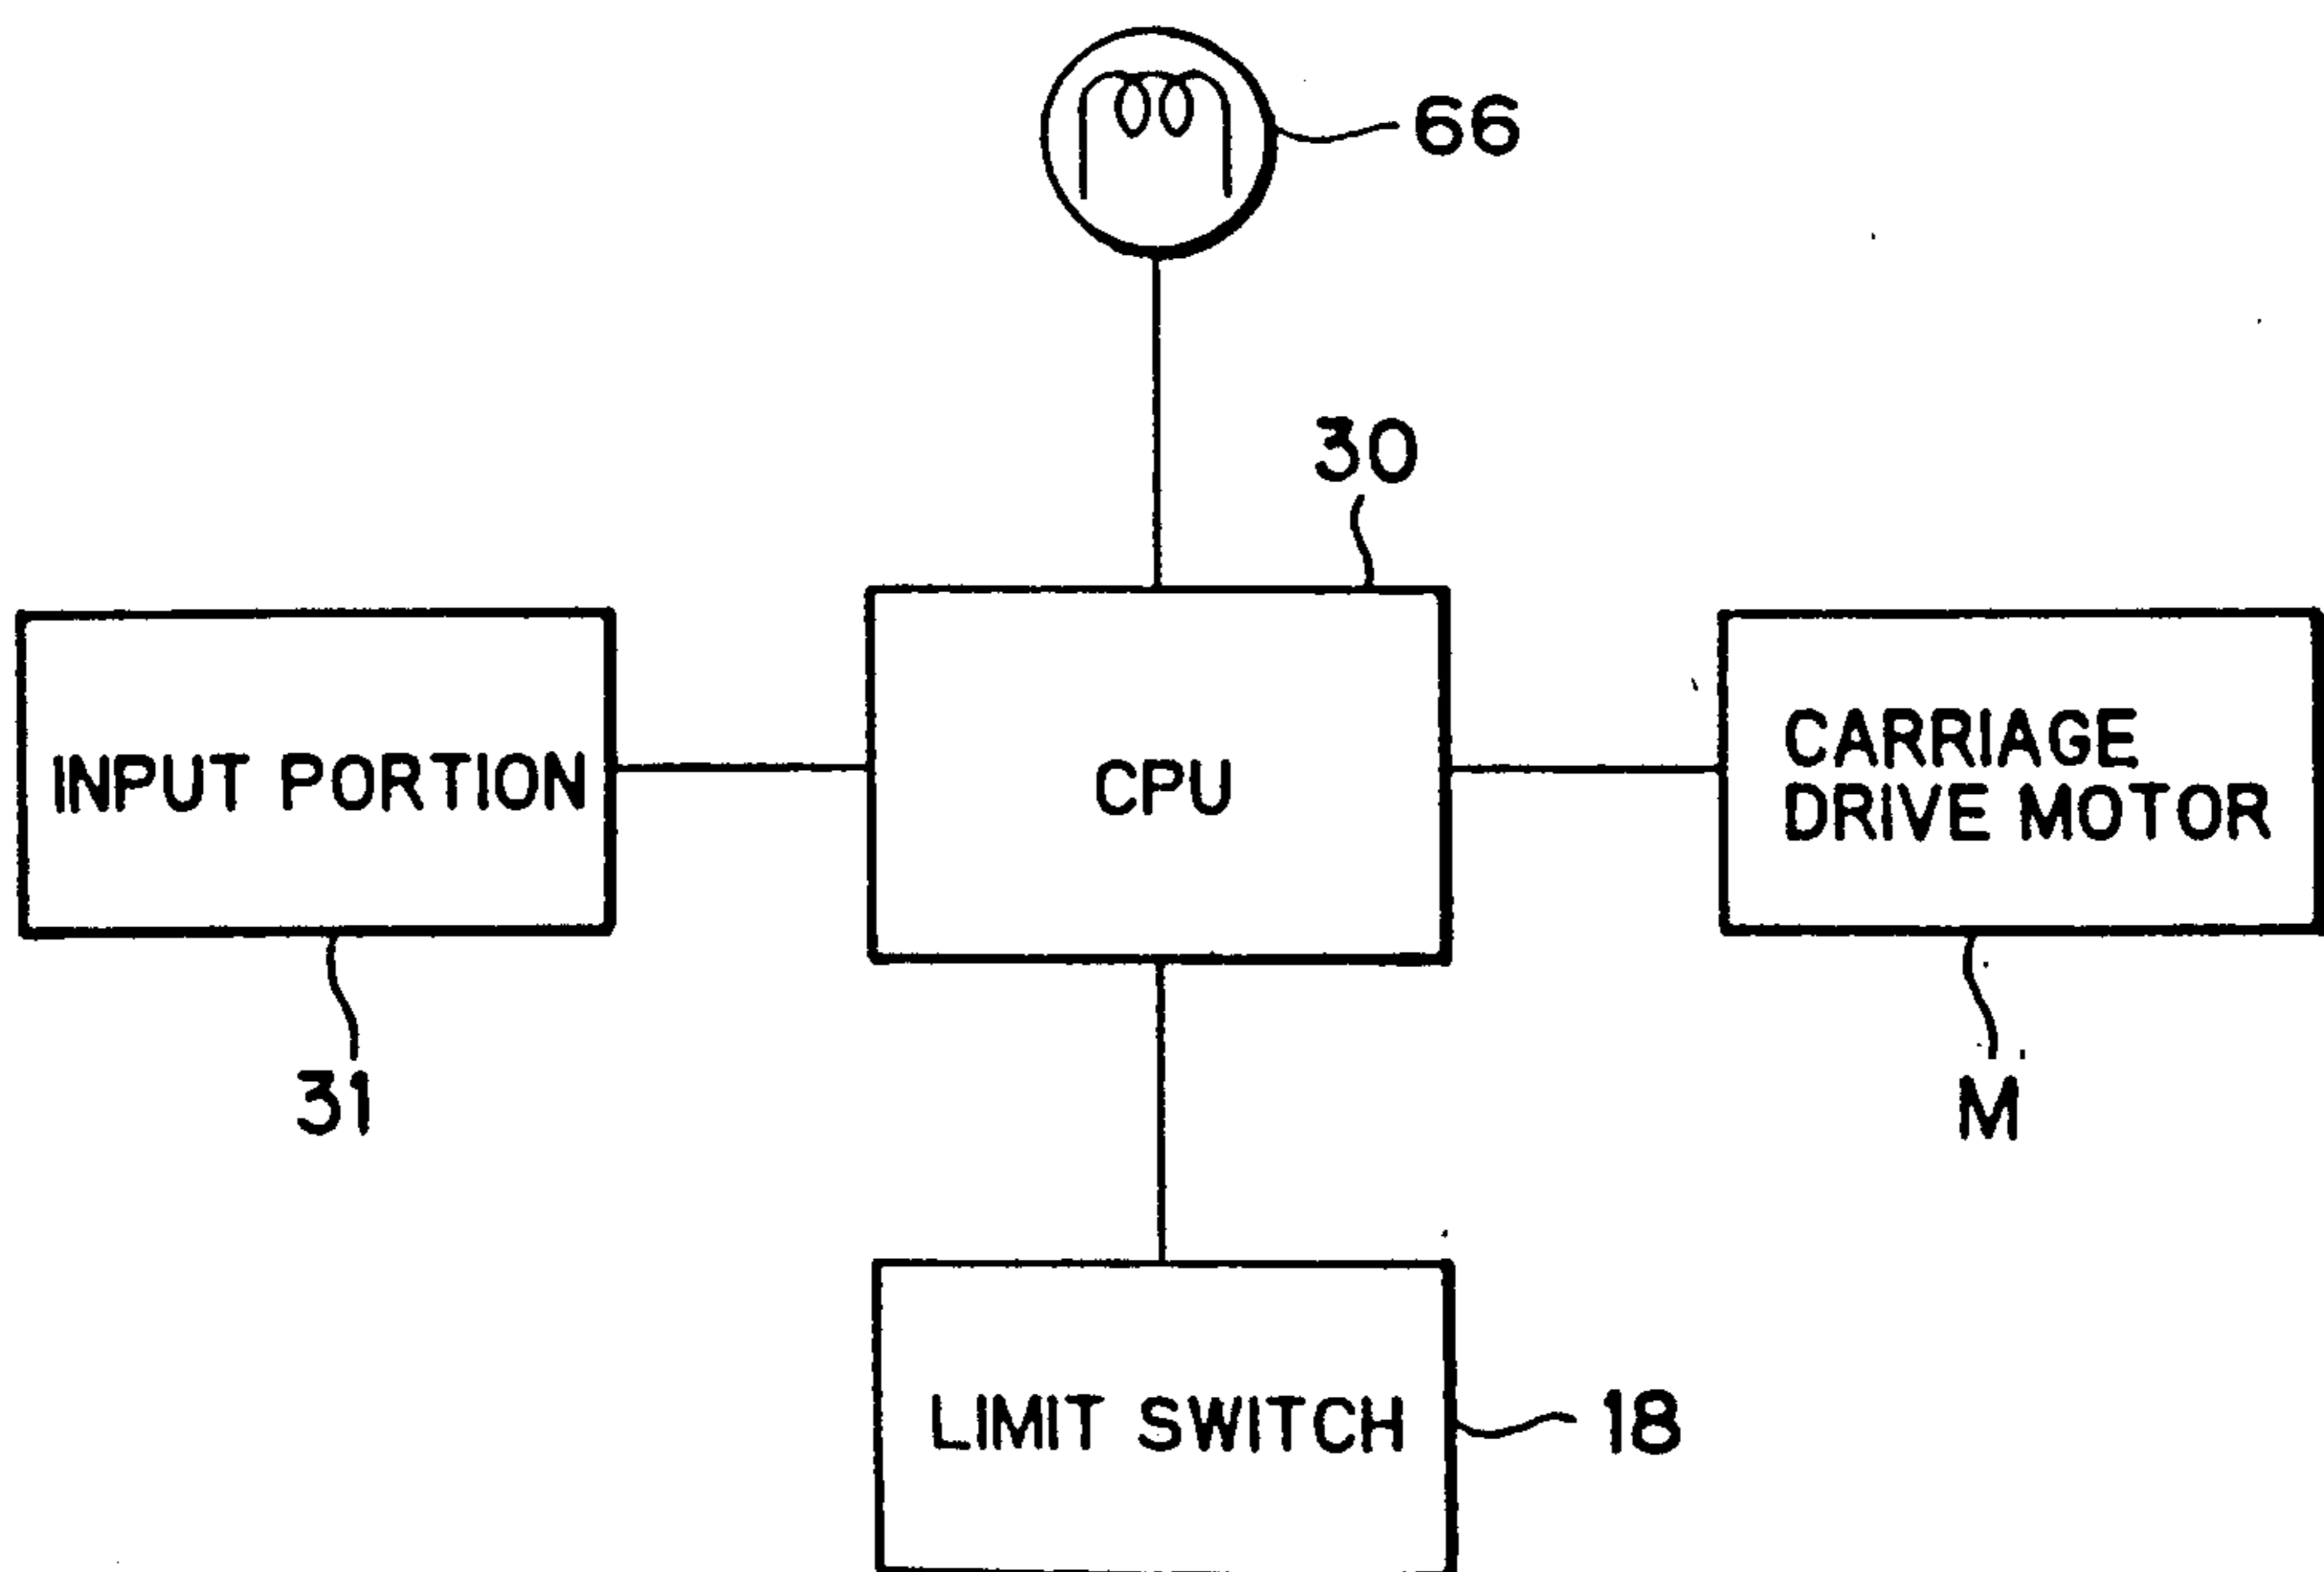 66
30
INPUT PORTION
CPU
CARRIAGE
DRIVE MOTOR
31
M
LIMIT SWITCH
18